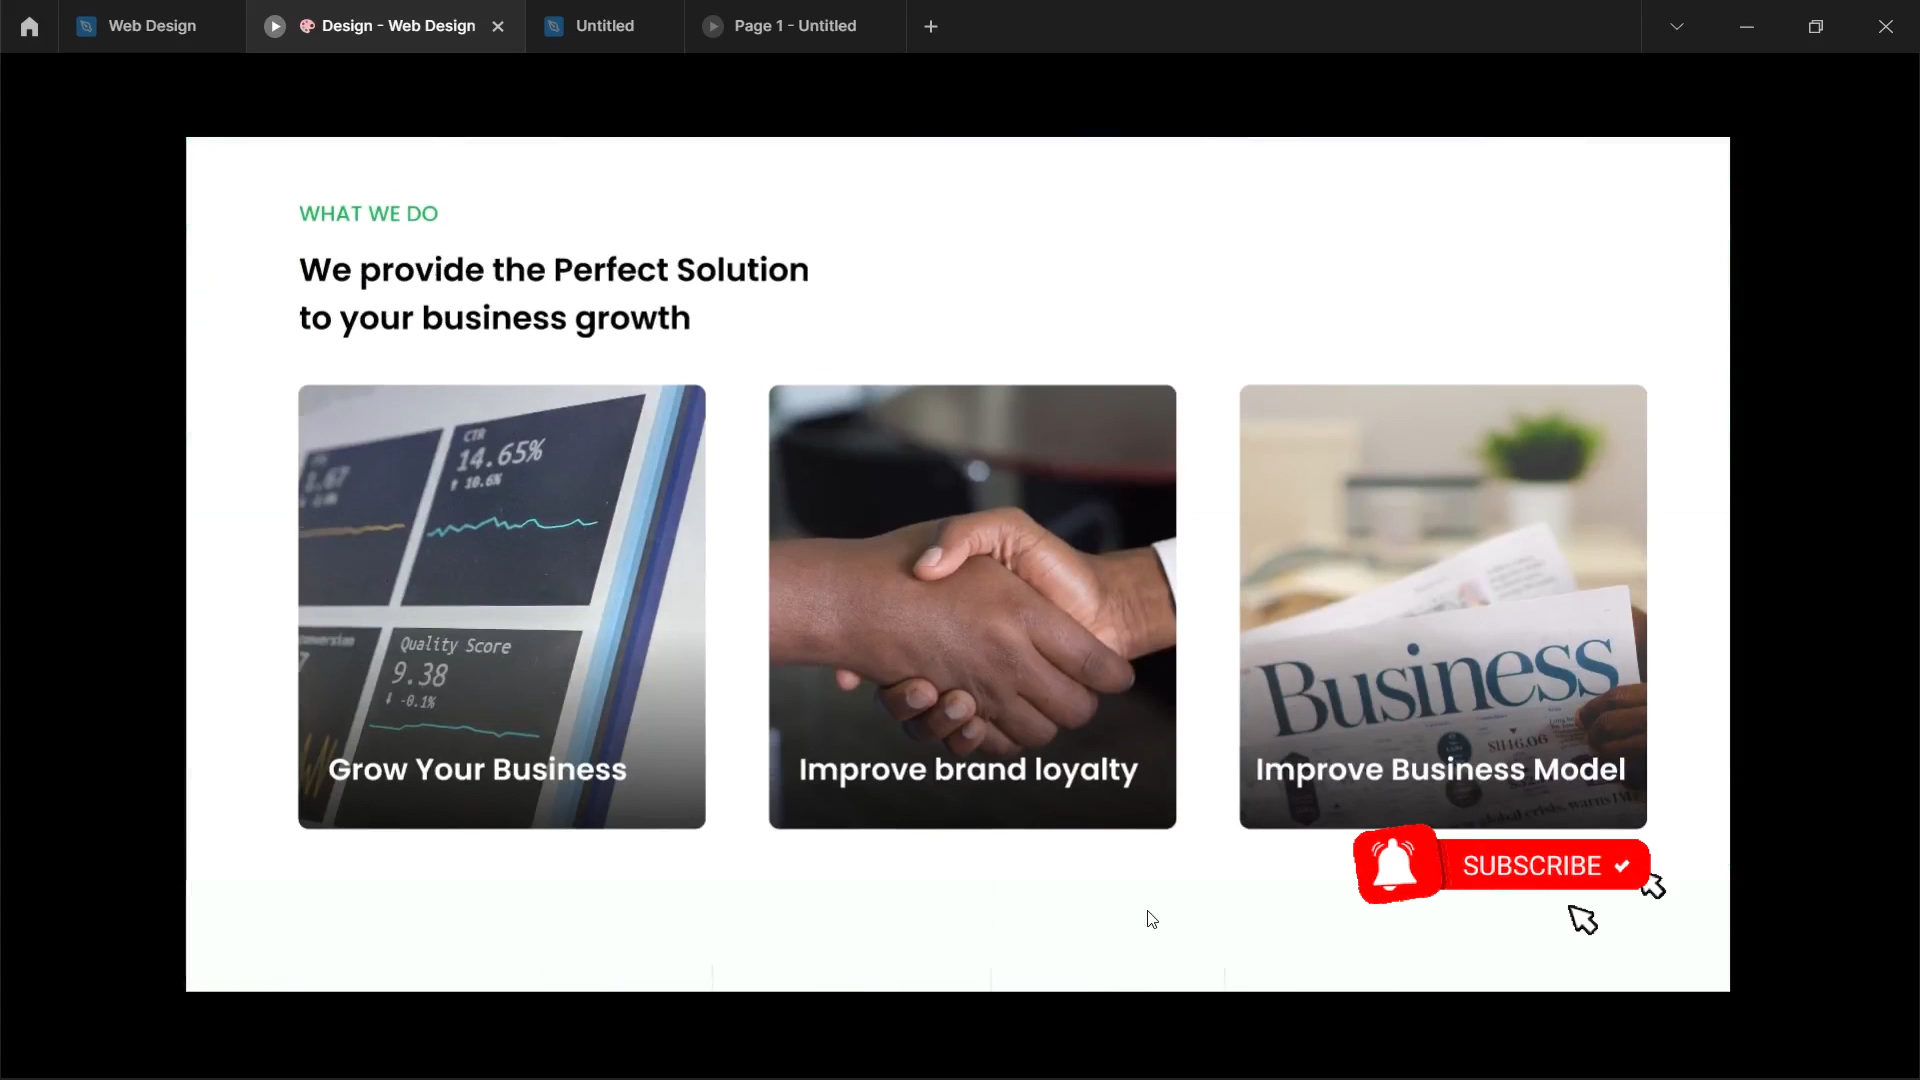 Web Design
Design - Web Design
Untitled
Page 1 - Untitled
WHAT WE DO
We provide the Perfect Solution
to your business growth
CTR
14.65%
10.6%
Quality Score
9.38
-0.1%
Grow Your Business
Improve brand loyalty
Business
Improve Business Model
SUBSCRIBE